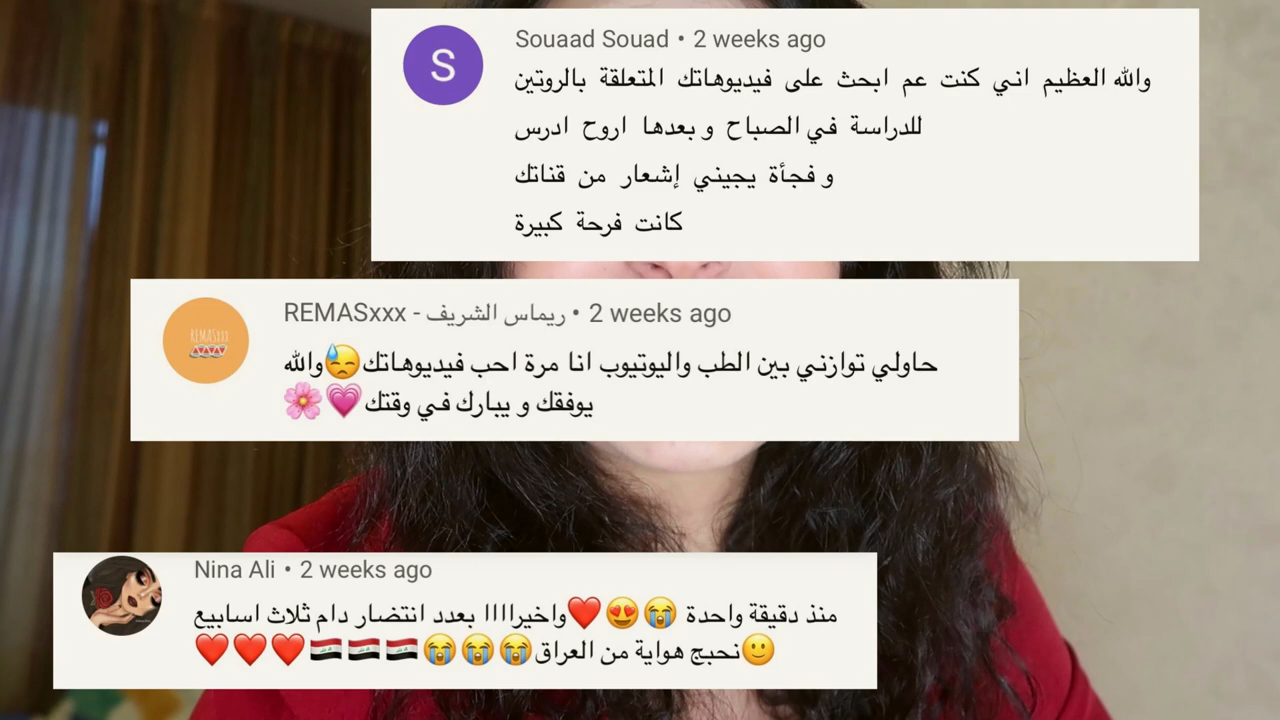 S
Souaad Souad • 2 weeks ago
والله العظيم اني كنت عم ابحث على فيديوهاتك المتعلقة بالروتين
للدراسة في الصباح و بعدها اروح ادرس
و فجأة يجيني إشعار من قناتك
كانت فرحة كبيرة
REMASxxx
REMASxxx - ريماس الشريف • 2 weeks ago
حاولي توازني بين الطب واليوتيوب انا مرة احب فيديوهاتك😓والله
يوفقك و يبارك في وقتك💗🌸
Nina Ali • 2 weeks ago
منذ دقيقة واحدة 😭😍❤️واخيراااا بعدد انتضار دام ثلاث اسابيع
🙂نحبج هواية من العراق😭😭😭🇮🇶🇮🇶🇮🇶❤️❤️❤️